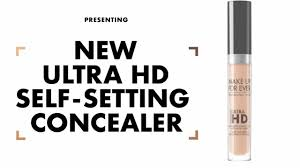 PRESENTING
NEW
ULTRA HD
SELF-SETTING
CONCEALER
MAKE UP
FOR EVER
ULTRA
HD